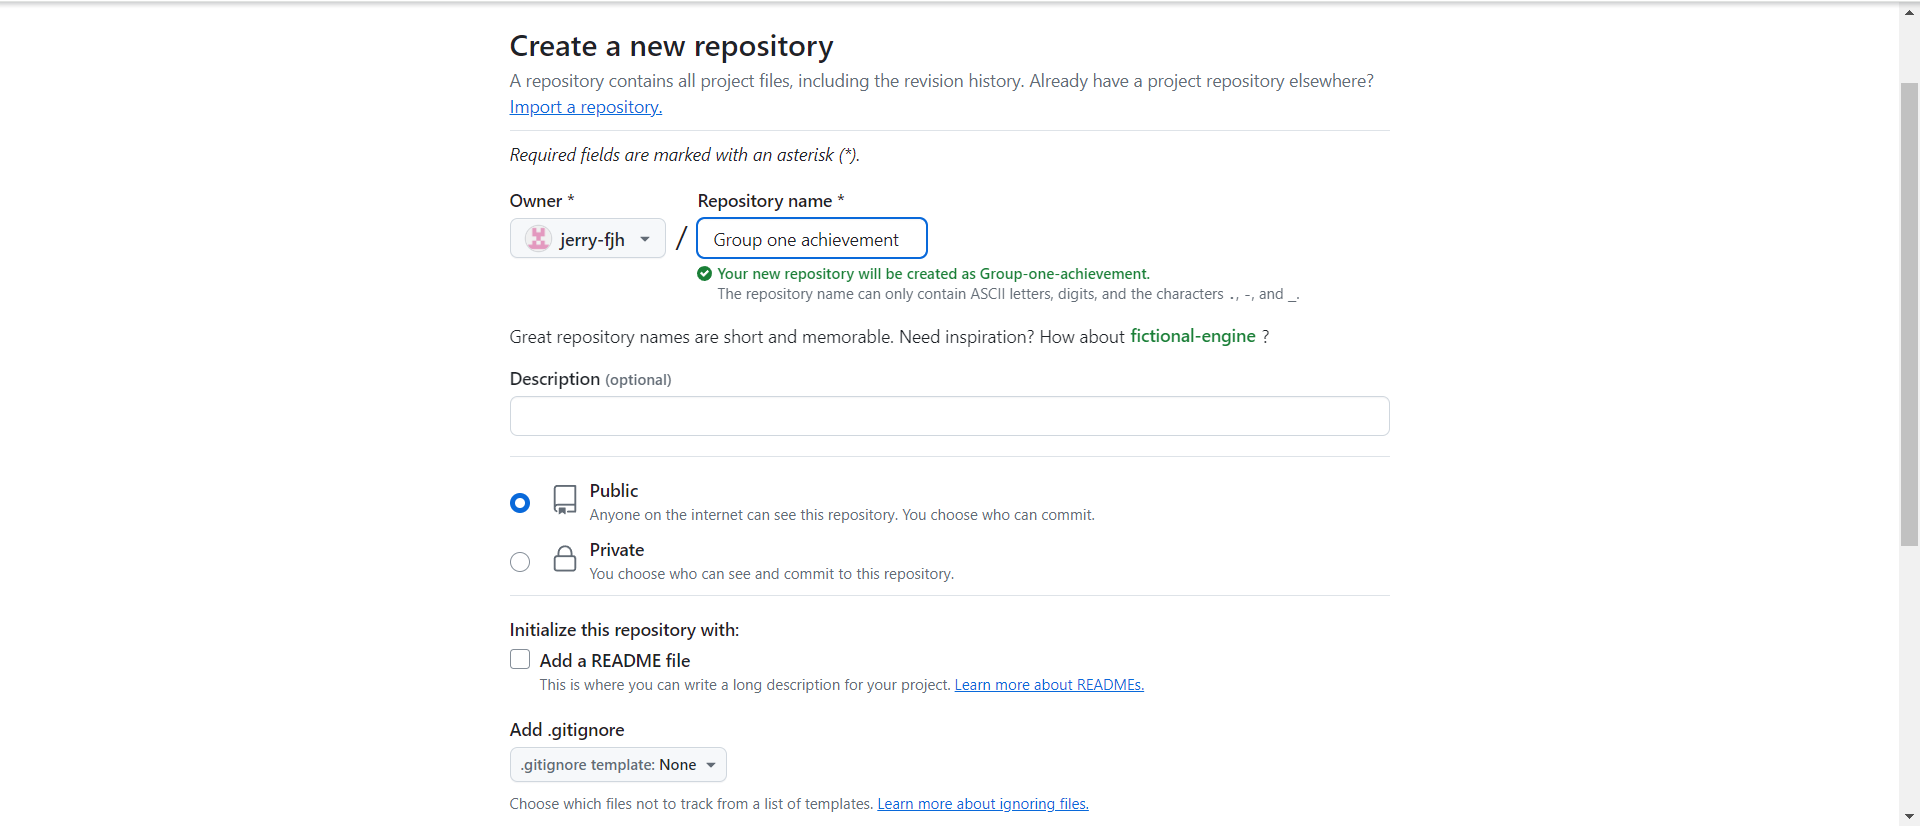 Create a new repository
A repository contains all project files, including the revision history. Already have a project repository elsewhere?
Import a repository.
Required fields are marked with an asterisk (*).
Owner *
Repository name *
jerry-fjh
/
Group one achievement
Your new repository will be created as Group-one-achievement.
The repository name can only contain ASCII letters, digits, and the characters ., -, and _.
Great repository names are short and memorable. Need inspiration? How about fictional-engine ?
Description (optional)
Public
Anyone on the internet can see this repository. You choose who can commit.
Private
You choose who can see and commit to this repository.
Initialize this repository with:
Add a README file
This is where you can write a long description for your project. Learn more about READMEs.
Add .gitignore
.gitignore template: None
Choose which files not to track from a list of templates. Learn more about ignoring files.